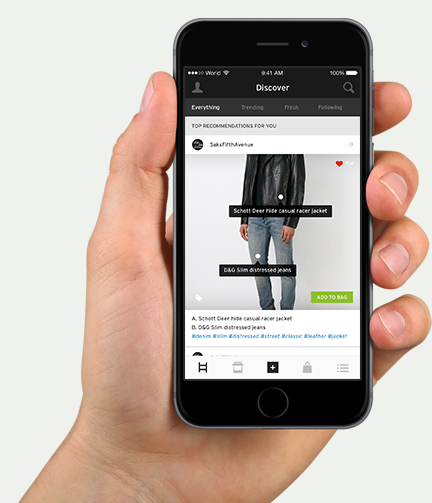 World 9:41 AM 100%
Discover
Everything Trending Fresh Following
TOP RECOMMENDATIONS FOR YOU
SaksFifthAvenue
Schott Deer hide casual racer jacket
D&G Slim distressed jeans
ADD TO BAG
A. Schott Deer hide casual racer jacket
B. D&G Slim distressed jeans
#denim #slim #distressed #street #classic #leather #jacket